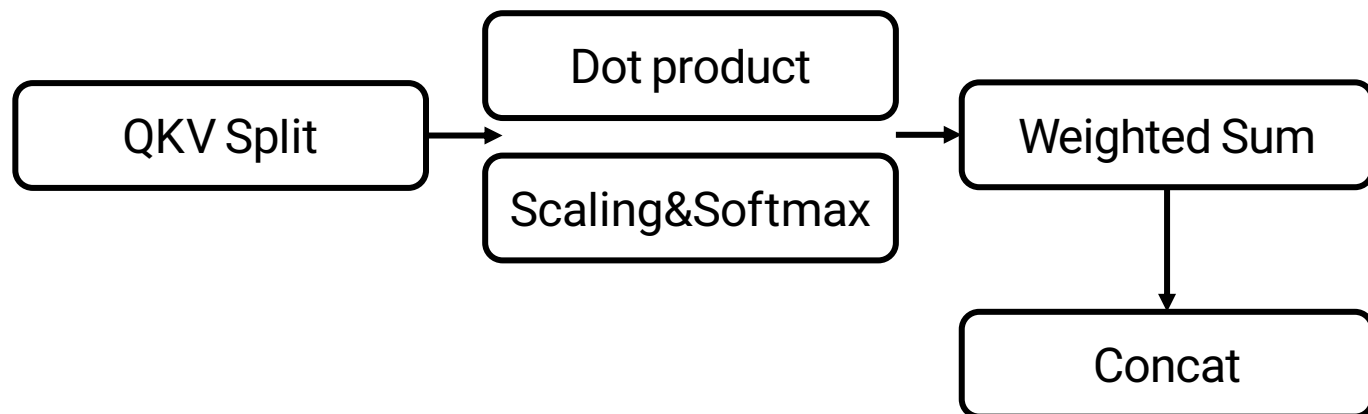 QKV Split
Dot product
Scaling&Softmax
Weighted Sum
Concat